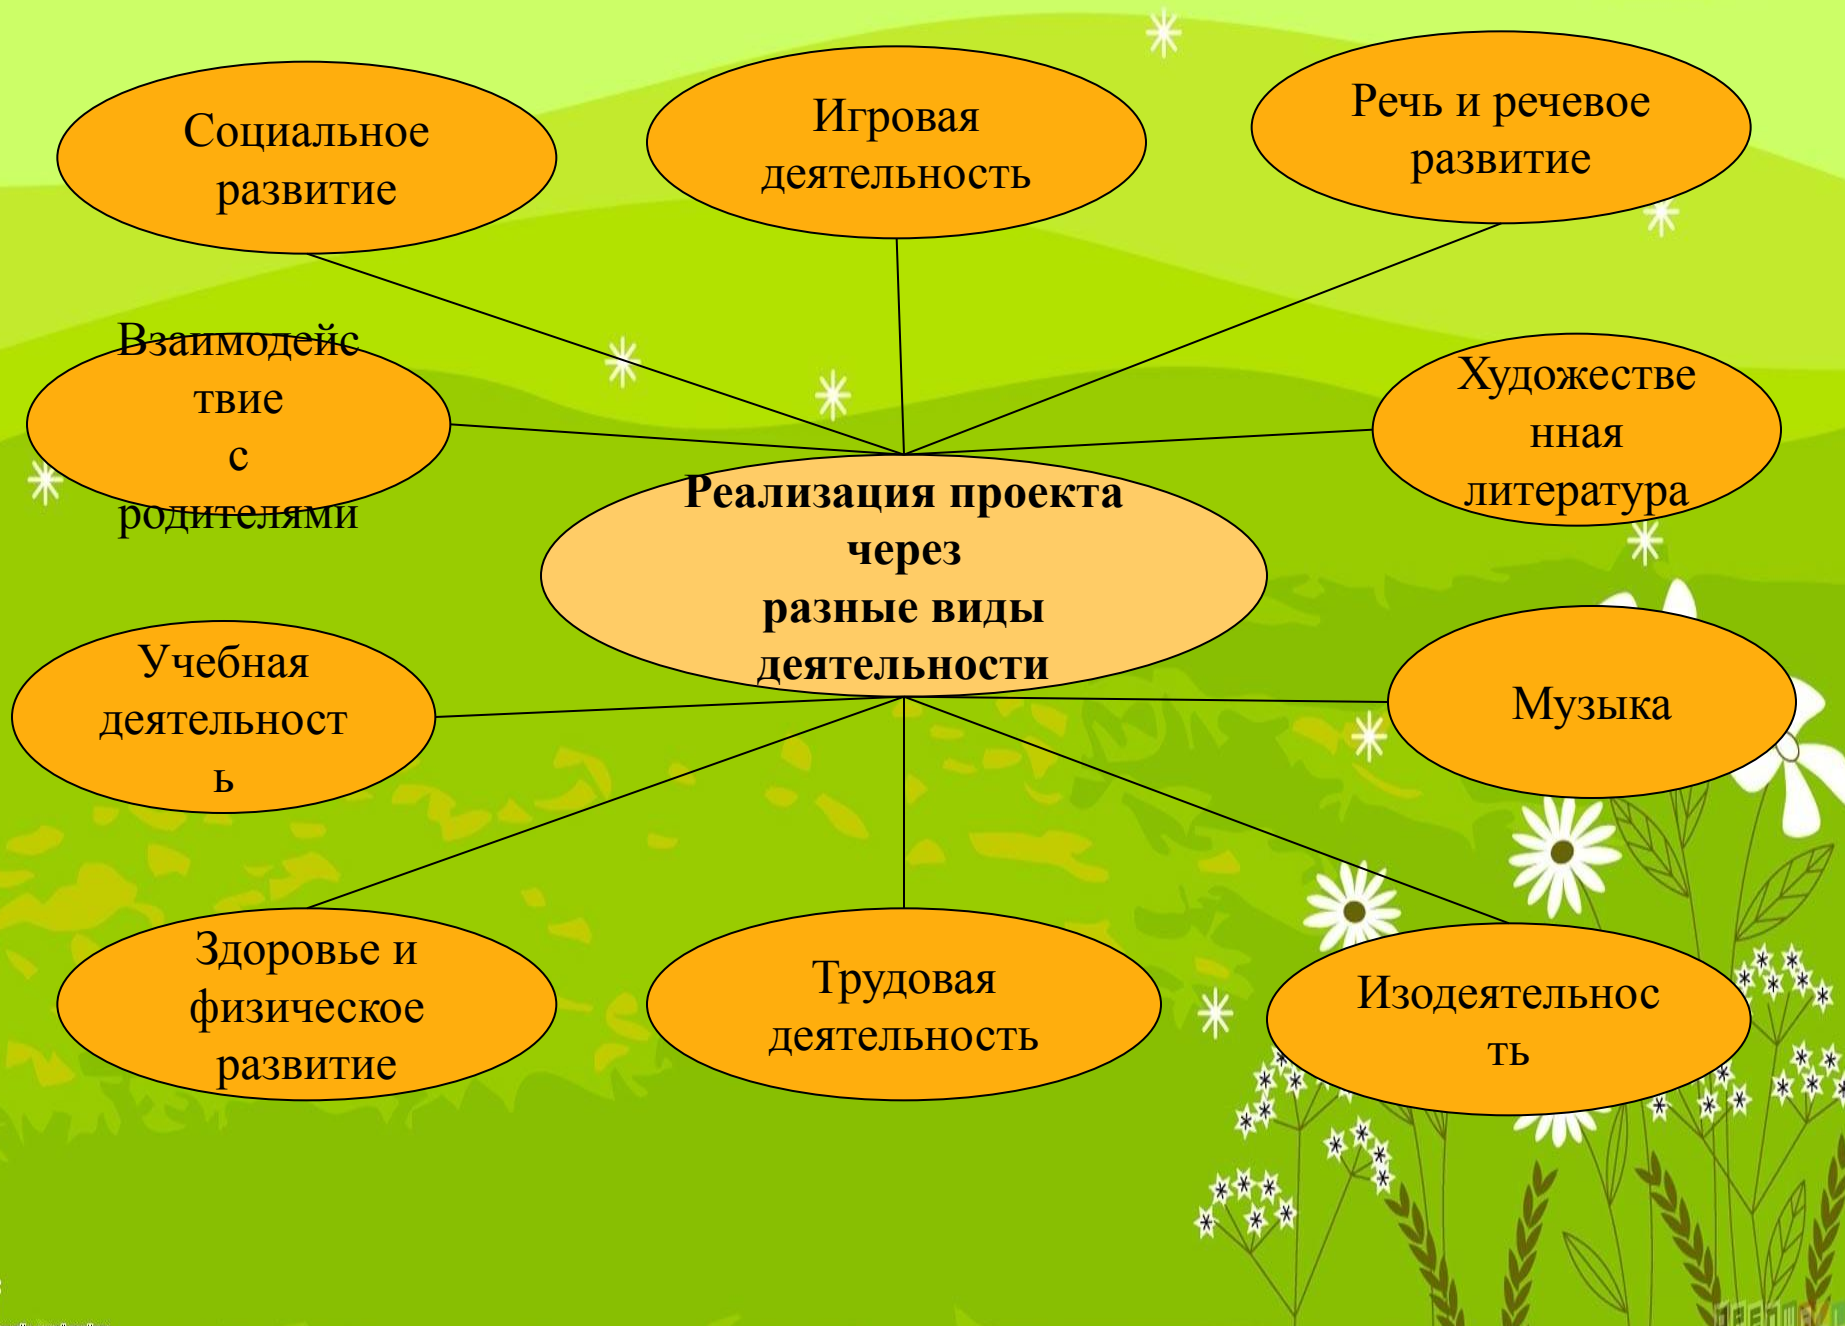 Социальное
развитие
Игровая
деятельность
Речь и речевое
развитие
Взаимодейс
твие
с
родителями
Художестве
нная
литература
Реализация проекта
через
разные виды
деятельности
Учебная
деятельност
ь
Музыка
Здоровье и
физическое
развитие
Трудовая
деятельность
Изодеятельнос
ть